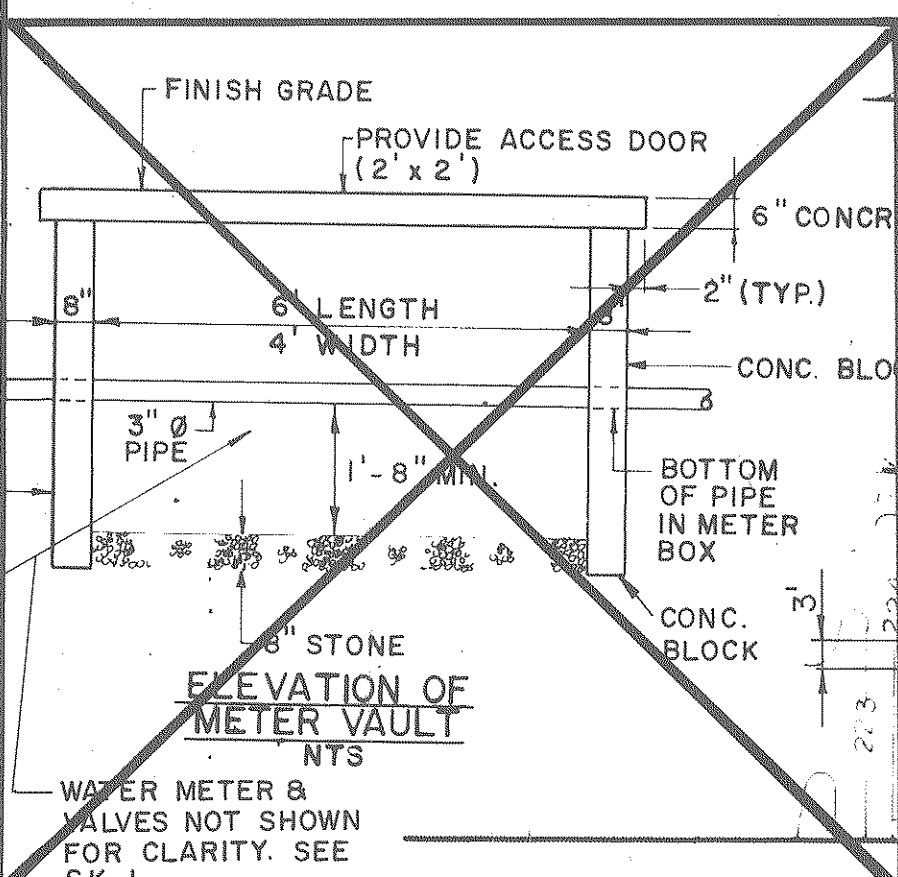 FINISH GRADE
PROVIDE ACCESS DOOR
(2' x 2')
6" CONCR
2" (TYP.)
8"
6' LENGTH
4' WIDTH
CONC. BLO
3" Ø
PIPE
1'-8" MIN.
BOTTOM
OF PIPE
IN METER
BOX
CONC.
BLOCK
3'
8" STONE
ELEVATION OF
METER VAULT
NTS
223
WATER METER &
VALVES NOT SHOWN
FOR CLARITY. SEE